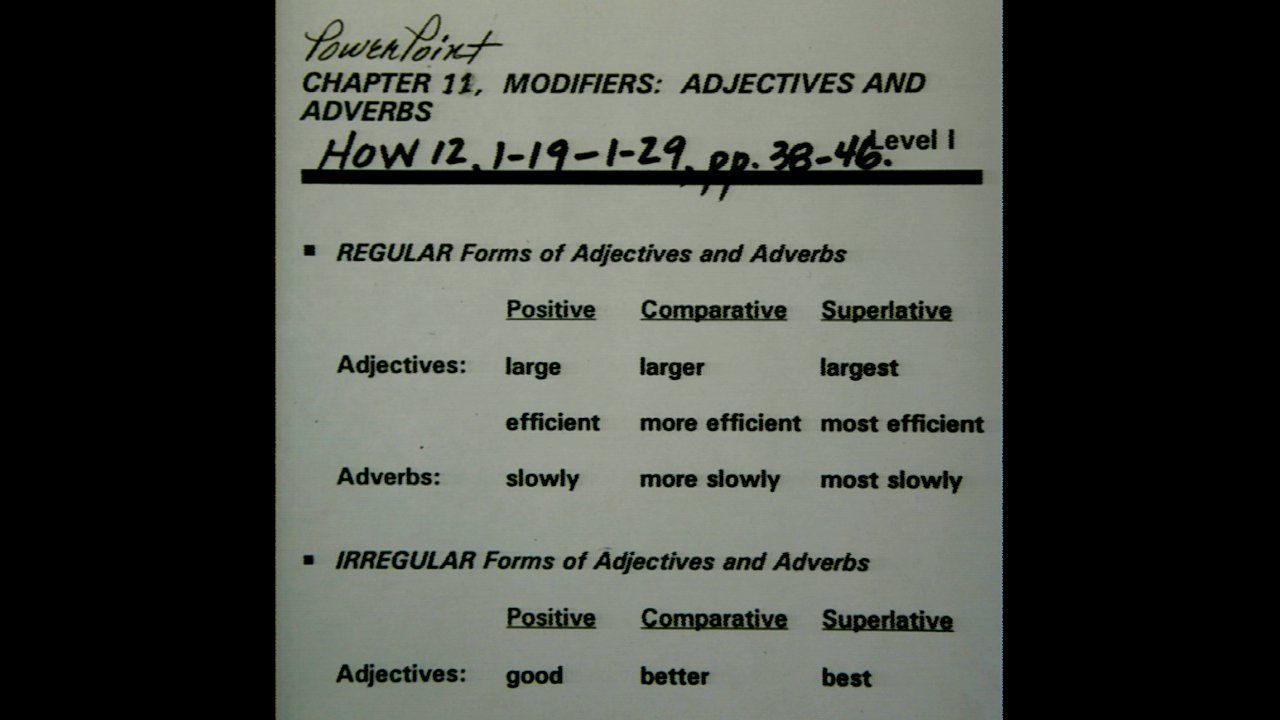 PowerPoint
CHAPTER 11, MODIFIERS: ADJECTIVES AND
ADVERBS
HOW 12, 1-19-1-29, pp. 38-46. Level I
▪ REGULAR Forms of Adjectives and Adverbs
Positive Comparative Superlative
Adjectives: large larger largest
efficient more efficient most efficient
Adverbs: slowly more slowly most slowly
▪ IRREGULAR Forms of Adjectives and Adverbs
Positive Comparative Superlative
Adjectives: good better best